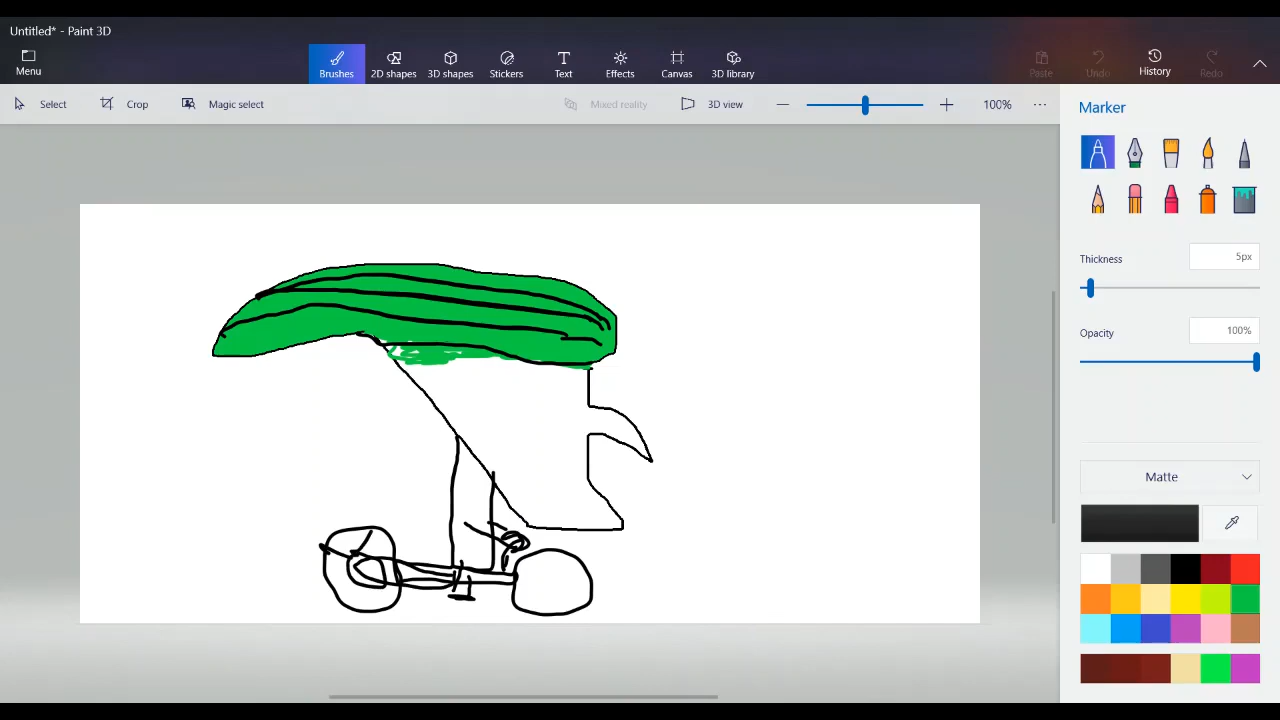 Untitled* - Paint 3D
Menu
Brushes
2D shapes
3D shapes
Stickers
Text
Effects
Canvas
3D library
Paste
Undo
History
Redo
Select
Crop
Magic select
Mixed reality
3D view
100%
Marker
Thickness
5px
Opacity
100%
Matte